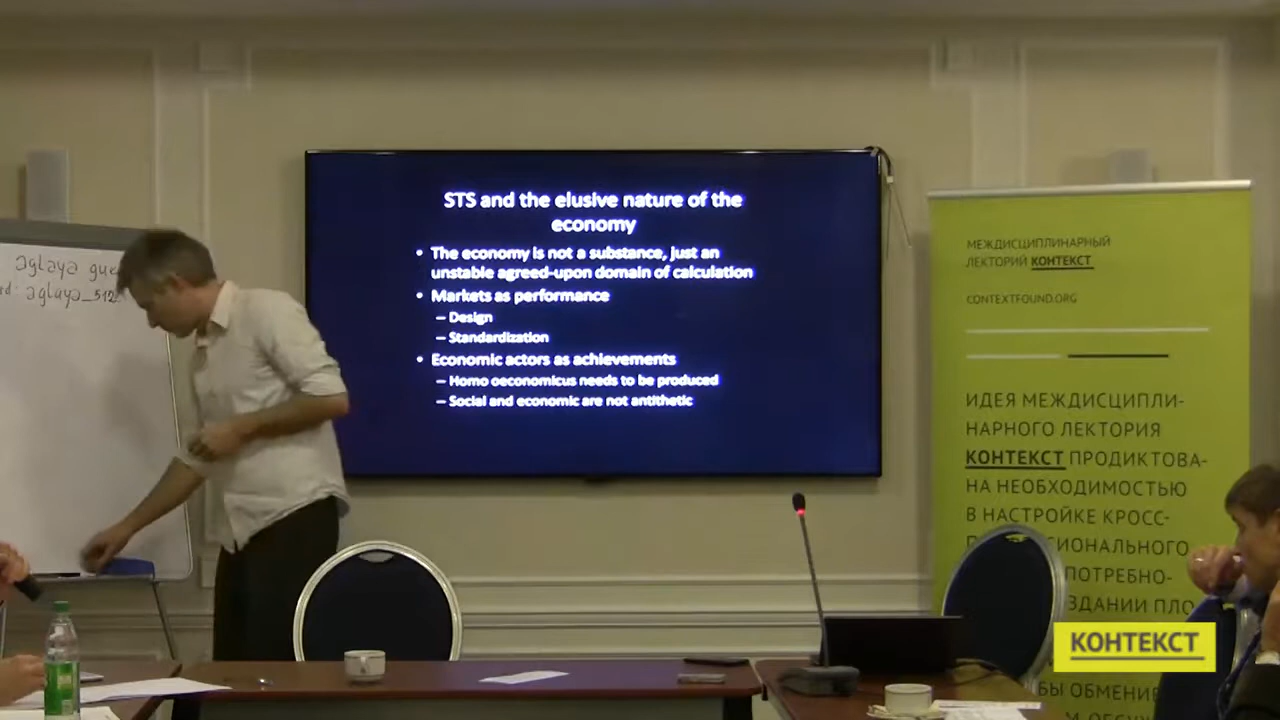 aglaya gue
rd: aglaya_512
STS and the elusive nature of the
economy
• The economy is not a substance, just an
unstable agreed-upon domain of calculation
• Markets as performance
– Design
– Standardization
• Economic actors as achievements
– Homo oeconomicus needs to be produced
– Social and economic are not antithetic
МЕЖДИСЦИПЛИНАРНЫЙ
ЛЕКТОРИЙ КОНТЕКСТ
CONTEXTFOUND.ORG
ИДЕЯ МЕЖДИСЦИПЛИ-
НАРНОГО ЛЕКТОРИЯ
КОНТЕКСТ ПРОДИКТОВА-
НА НЕОБХОДИМОСТЬЮ
В НАСТРОЙКЕ КРОСС-
СИОНАЛЬНОГО
ПОТРЕБНО-
ЗДАНИИ ПЛО
КОНТЕКСТ
БЫ ОБМЕНИ